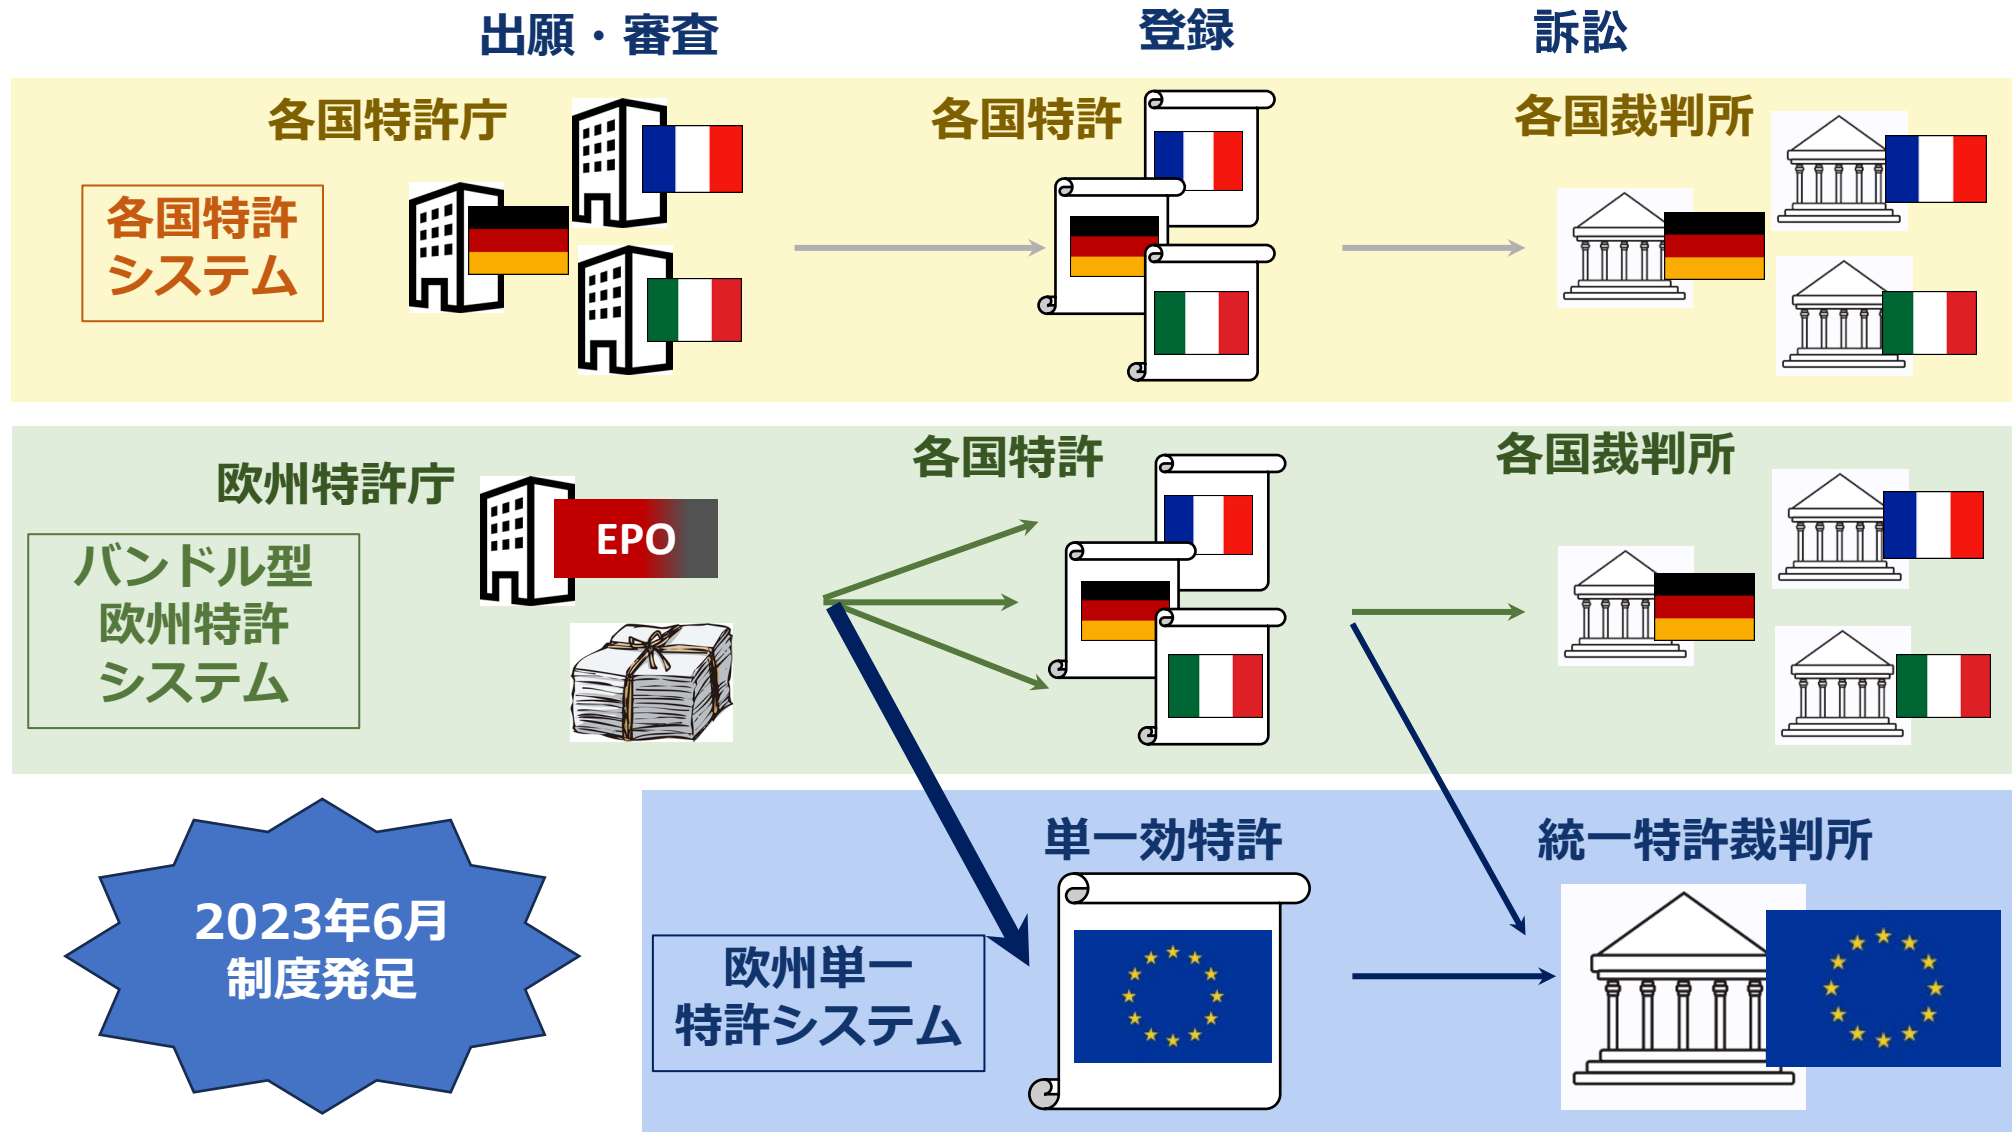 出願・審査
登録
訴訟
各国特許庁
各国特許
各国裁判所
各国特許
システム
欧州特許庁
各国特許
各国裁判所
EPO
バンドル型
欧州特許
システム
単一効特許
統一特許裁判所
2023年6月
制度発足
欧州単一
特許システム